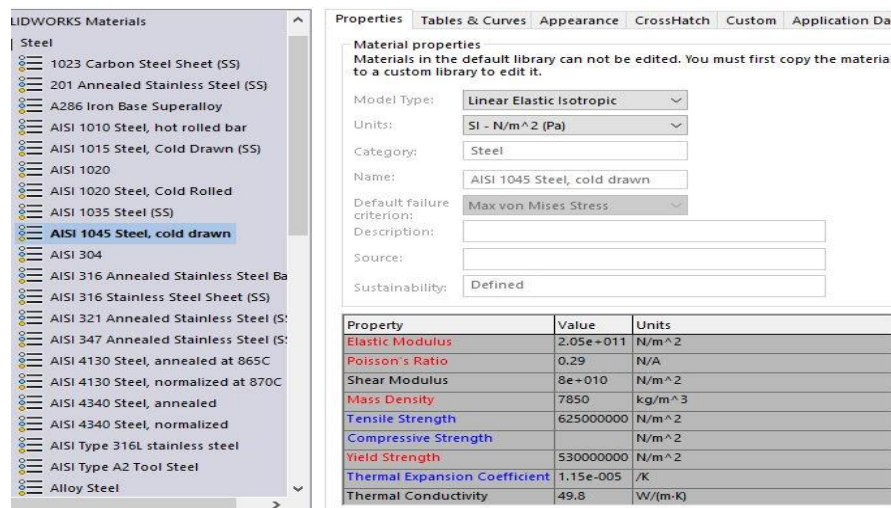 LIDWORKS Materials
Steel
1023 Carbon Steel Sheet (SS)
201 Annealed Stainless Steel (SS)
A286 Iron Base Superalloy
AISI 1010 Steel, hot rolled bar
AISI 1015 Steel, Cold Drawn (SS)
AISI 1020
AISI 1020 Steel, Cold Rolled
AISI 1035 Steel (SS)
AISI 1045 Steel, cold drawn
AISI 304
AISI 316 Annealed Stainless Steel Ba
AISI 316 Stainless Steel Sheet (SS)
AISI 321 Annealed Stainless Steel (S
AISI 347 Annealed Stainless Steel (S
AISI 4130 Steel, annealed at 865C
AISI 4130 Steel, normalized at 870C
AISI 4340 Steel, annealed
AISI 4340 Steel, normalized
AISI Type 316L stainless steel
AISI Type A2 Tool Steel
Alloy Steel
Properties Tables & Curves Appearance CrossHatch Custom Application Da
Material properties
Materials in the default library can not be edited. You must first copy the materia
to a custom library to edit it.
Model Type: Linear Elastic Isotropic
Units: SI - N/m^2 (Pa)
Category: Steel
Name: AISI 1045 Steel, cold drawn
Default failure
criterion: Max von Mises Stress
Description:
Source:
Sustainability: Defined
Property Value Units
Elastic Modulus 2.05e+011 N/m^2
Poisson's Ratio 0.29 N/A
Shear Modulus 8e+010 N/m^2
Mass Density 7850 kg/m^3
Tensile Strength 625000000 N/m^2
Compressive Strength N/m^2
Yield Strength 530000000 N/m^2
Thermal Expansion Coefficient 1.15e-005 /K
Thermal Conductivity 49.8 W/(m·K)